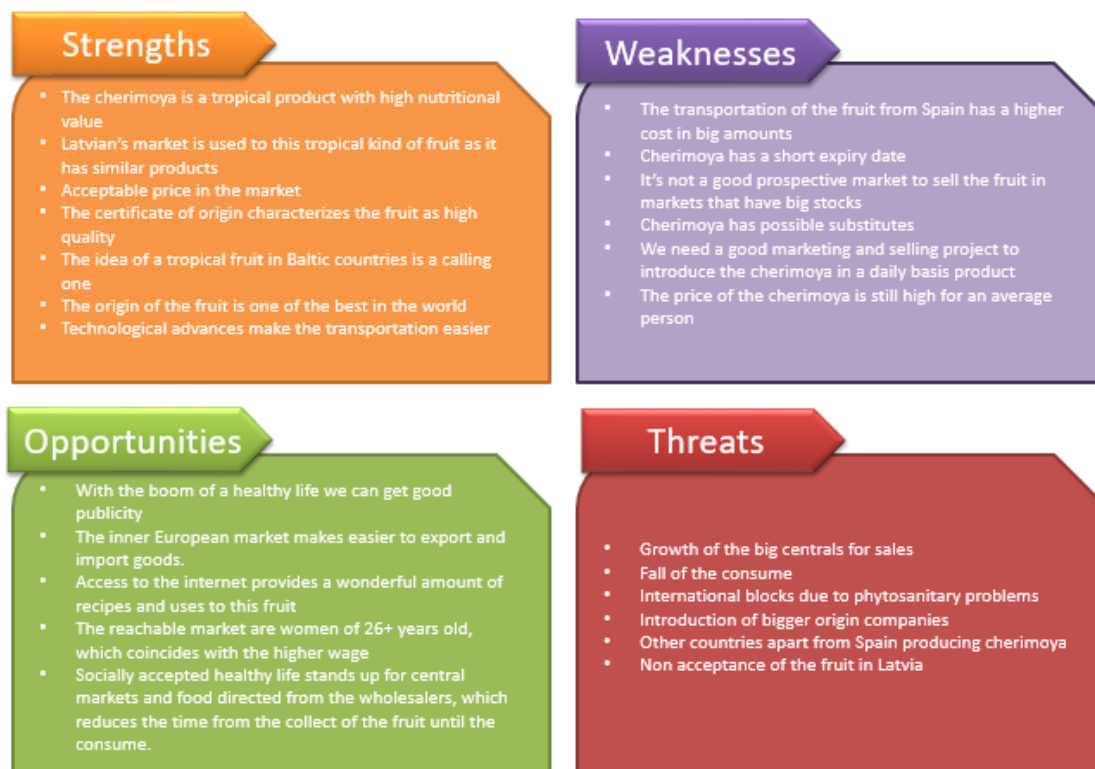 Strengths
▪ The cherimoya is a tropical product with high nutritional
value
▪ Latvian's market is used to this tropical kind of fruit as it
has similar products
▪ Acceptable price in the market
▪ The certificate of origin characterizes the fruit as high
quality
▪ The idea of a tropical fruit in Baltic countries is a calling
one
▪ The origin of the fruit is one of the best in the world
▪ Technological advances make the transportation easier
Weaknesses
▪ The transportation of the fruit from Spain has a higher
cost in big amounts
▪ Cherimoya has a short expiry date
▪ It's not a good prospective market to sell the fruit in
markets that have big stocks
▪ Cherimoya has possible substitutes
▪ We need a good marketing and selling project to
introduce the cherimoya in a daily basis product
▪ The price of the cherimoya is still high for an average
person
Opportunities
• With the boom of a healthy life we can get good
publicity
• The inner European market makes easier to export and
import goods.
• Access to the internet provides a wonderful amount of
recipes and uses to this fruit
• The reachable market are women of 26+ years old,
which coincides with the higher wage
• Socially accepted healthy life stands up for central
markets and food directed from the wholesalers, which
reduces the time from the collect of the fruit until the
consume.
Threats
• Growth of the big centrals for sales
• Fall of the consume
• International blocks due to phytosanitary problems
• Introduction of bigger origin companies
• Other countries apart from Spain producing cherimoya
• Non acceptance of the fruit in Latvia